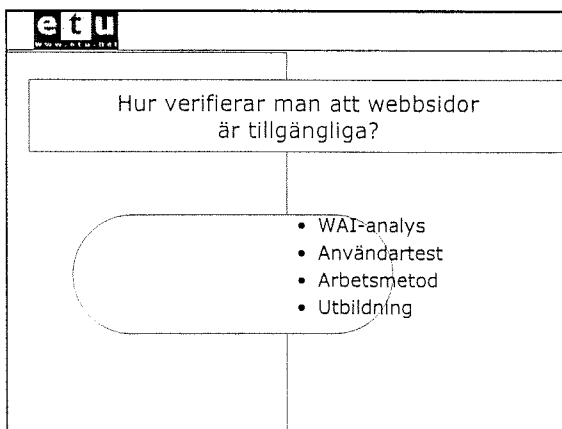 etu
www.etu.net
Hur verifierar man att webbsidor
är tillgängliga?
• WAI-analys
• Användartest
• Arbetsmetod
• Utbildning